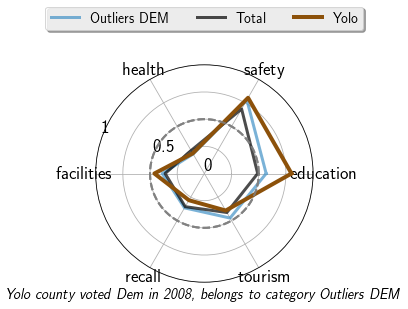 Outliers DEM Total Yolo
health safety
1
0.5
0
facilities education
recall tourism
Yolo county voted Dem in 2008, belongs to category Outliers DEM